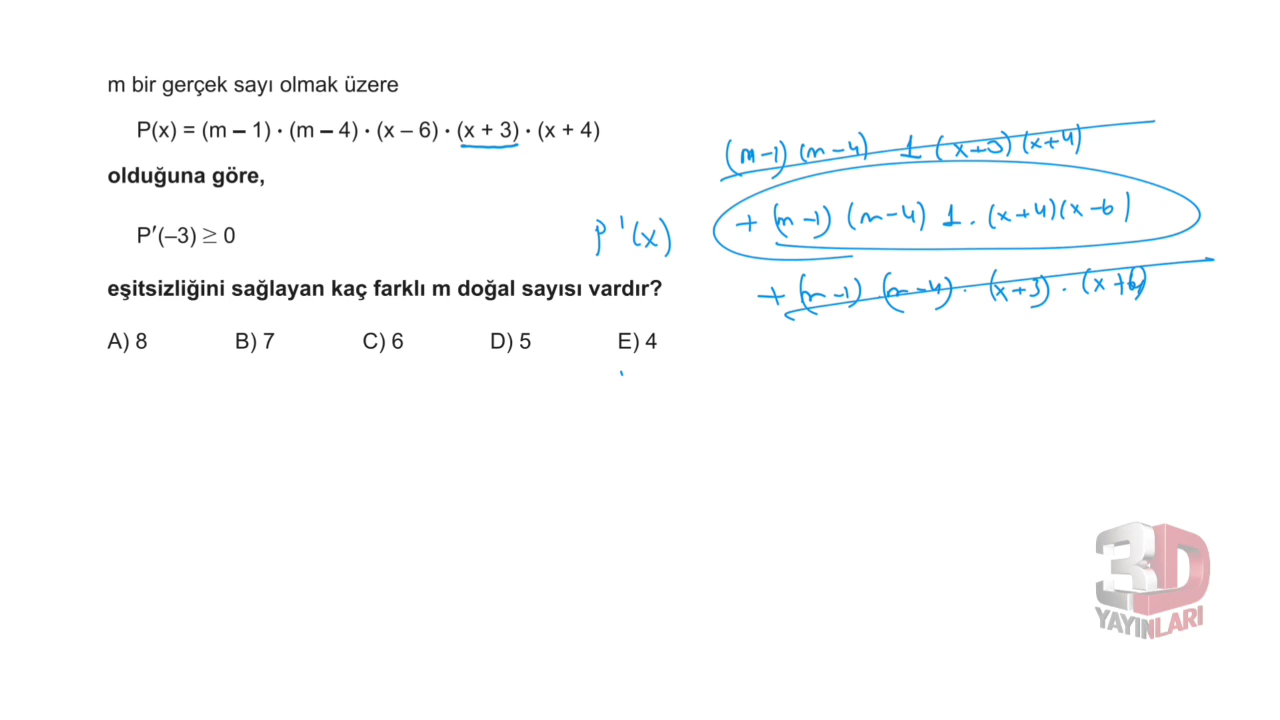 m bir gerçek sayı olmak üzere
P(x) = (m – 1) · (m – 4) · (x – 6) · (x + 3) · (x + 4)
olduğuna göre,
P′(–3) ≥ 0
eşitsizliğini sağlayan kaç farklı m doğal sayısı vardır?
A) 8 B) 7 C) 6 D) 5 E) 4
P'(x)
(m-1) (m-4) 1 (x+3) (x+4)
+ (m-1) (m-4) 1 . (x+4)(x-6)
+ (m-1) (m-4) . (x+3) . (x+6)
3D
YAYINLARI